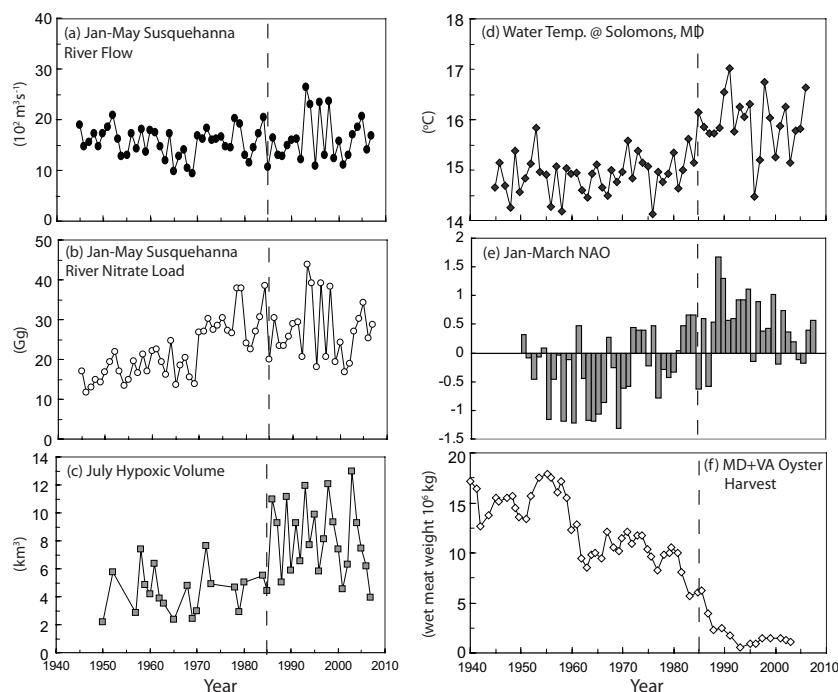 (a) Jan-May Susquehanna
River Flow
40
30
20
10
0
(10² m³s⁻¹)
(b) Jan-May Susquehanna
River Nitrate Load
50
40
30
20
10
0
(Gg)
(c) July Hypoxic Volume
14
12
10
8
6
4
2
0
(km³)
1940 1950 1960 1970 1980 1990 2000 2010
Year
(d) Water Temp. @ Solomons, MD
18
17
16
15
14
(°C)
(e) Jan-March NAO
2
1.5
1
0.5
0
-0.5
-1
-1.5
(f) MD+VA Oyster
Harvest
20
15
10
5
0
(wet meat weight 10⁶ kg)
1940 1950 1960 1970 1980 1990 2000 2010
Year